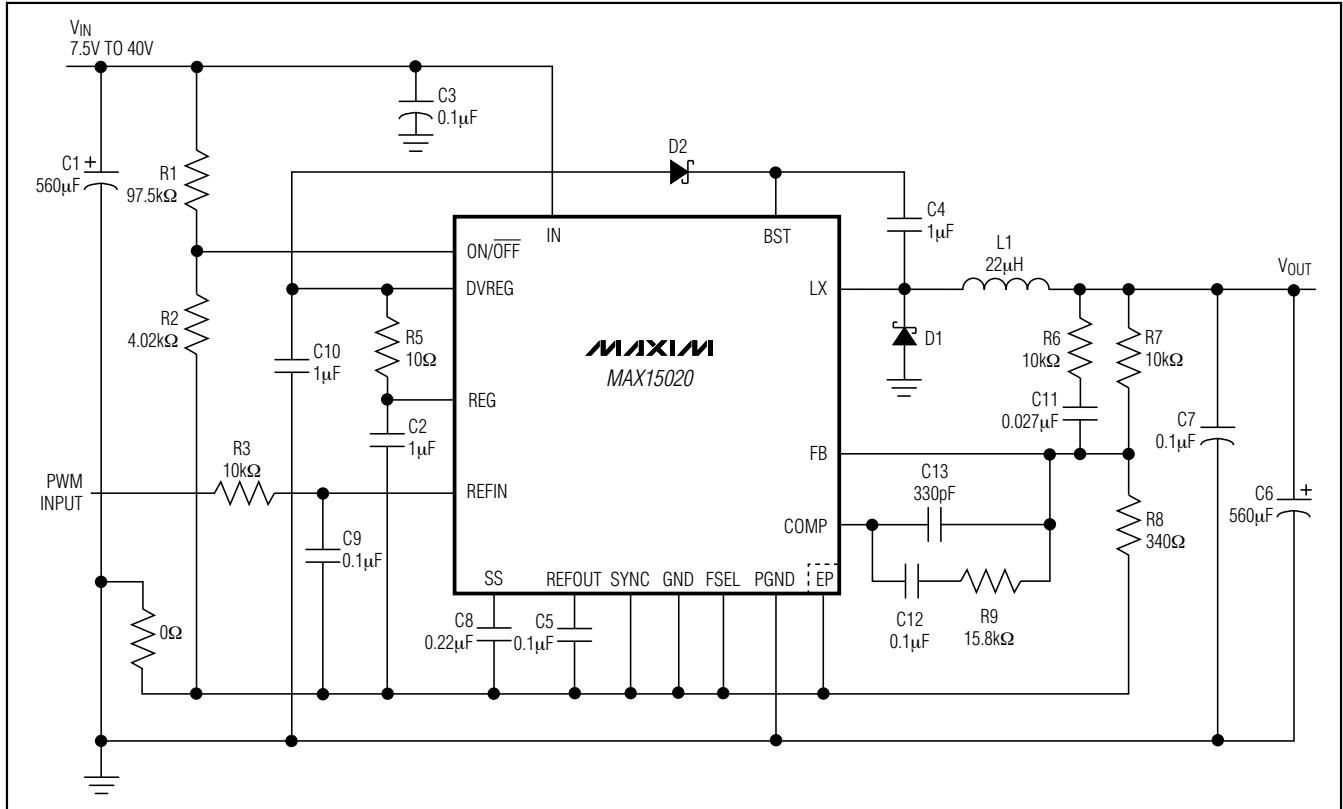 VIN
7.5V TO 40V
C3
0.1µF
C1 +
560µF
R1
97.5kΩ
D2
C4
1µF
L1
22µH
VOUT
IN
BST
ON/OFF
DVREG
LX
R2
4.02kΩ
C10
1µF
R5
10Ω
MAXIM
MAX15020
D1
R6
10kΩ
R7
10kΩ
REG
C2
1µF
C11
0.027µF
C7
0.1µF
R3
10kΩ
FB
PWM
INPUT
REFIN
C13
330pF
C6
560µF
+
COMP
R8
340Ω
C9
0.1µF
SS
REFOUT
SYNC
GND
FSEL
PGND
EP
0Ω
C8
0.22µF
C5
0.1µF
C12
0.1µF
R9
15.8kΩ